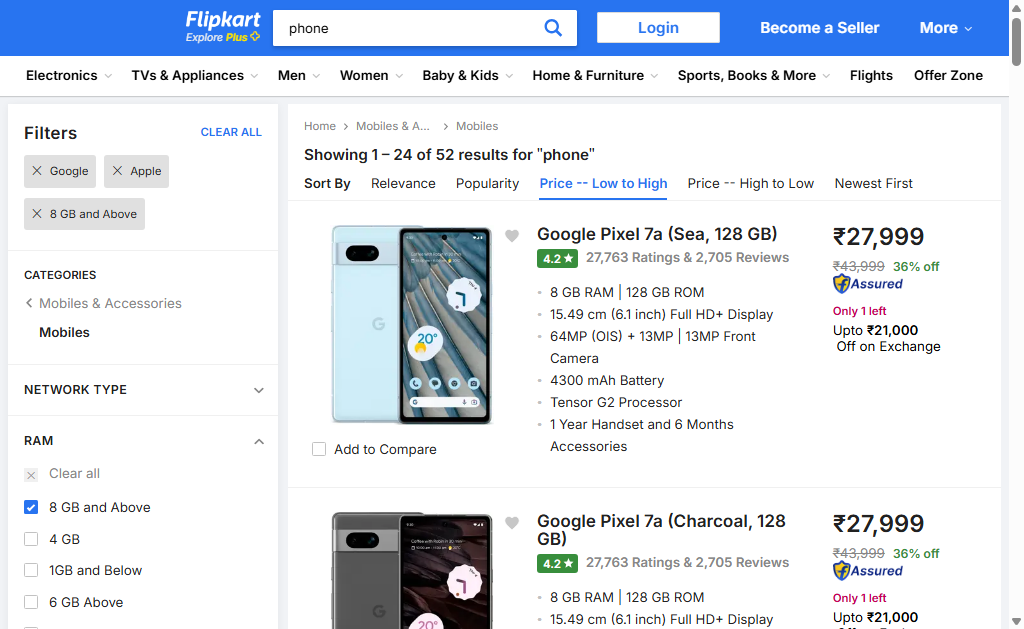 Flipkart
Explore Plus
phone
Login
Become a Seller
More
Electronics
TVs & Appliances
Men
Women
Baby & Kids
Home & Furniture
Sports, Books & More
Flights
Offer Zone
Filters
CLEAR ALL
Google
Apple
8 GB and Above
CATEGORIES
Mobiles & Accessories
Mobiles
NETWORK TYPE
RAM
Clear all
8 GB and Above
4 GB
1GB and Below
6 GB Above
Home
Mobiles & A...
Mobiles
Showing 1 – 24 of 52 results for "phone"
Sort By
Relevance
Popularity
Price -- Low to High
Price -- High to Low
Newest First
20°
Add to Compare
Google Pixel 7a (Sea, 128 GB)
4.2★
27,763 Ratings & 2,705 Reviews
8 GB RAM | 128 GB ROM
15.49 cm (6.1 inch) Full HD+ Display
64MP (OIS) + 13MP | 13MP Front
Camera
4300 mAh Battery
Tensor G2 Processor
1 Year Handset and 6 Months
Accessories
₹27,999
₹43,999 36% off
Assured
Only 1 left
Upto ₹21,000
Off on Exchange
20°
Google Pixel 7a (Charcoal, 128
GB)
4.2★
27,763 Ratings & 2,705 Reviews
8 GB RAM | 128 GB ROM
15.49 cm (6.1 inch) Full HD+ Display
₹27,999
₹43,999 36% off
Assured
Only 1 left
Upto ₹21,000